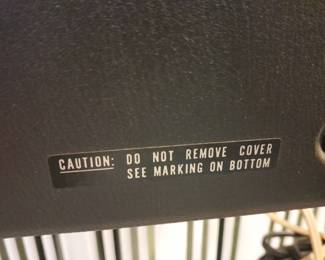 CAUTION: DO NOT REMOVE COVER
SEE MARKING ON BOTTOM